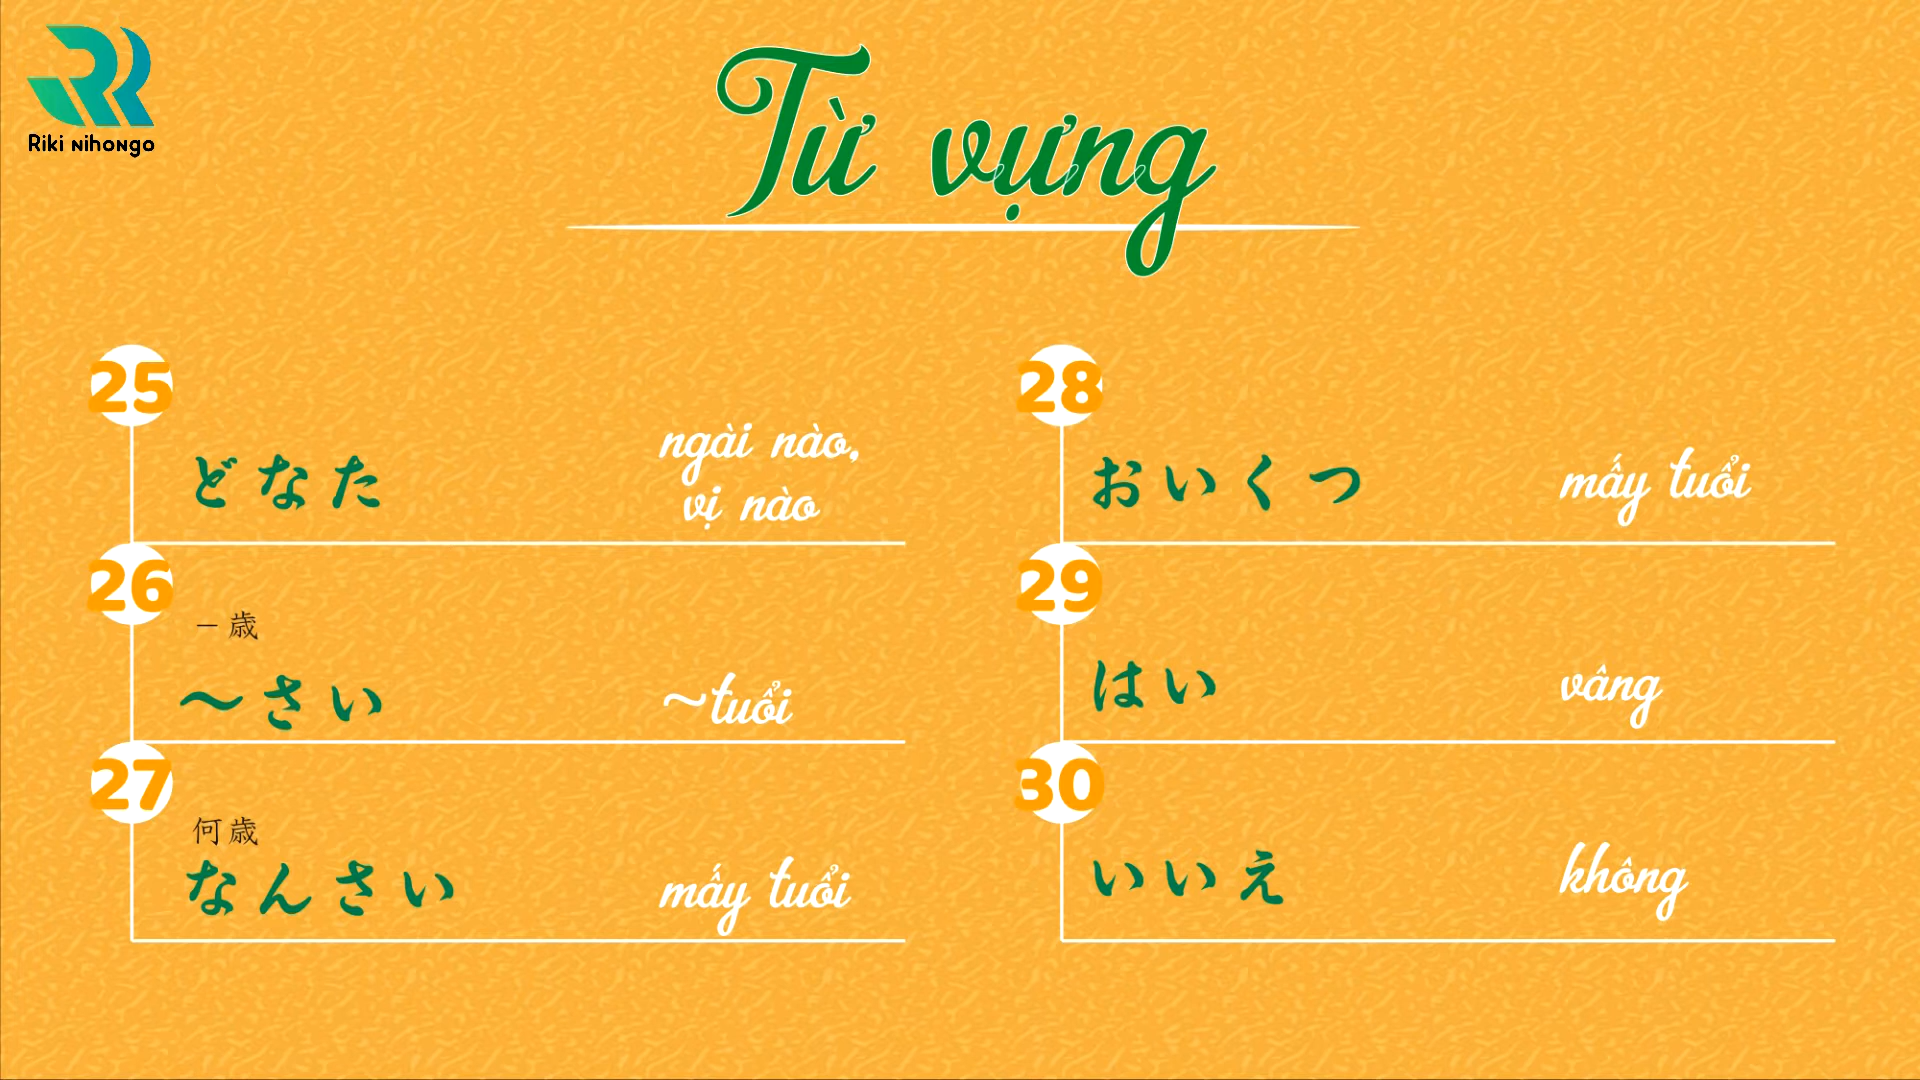 Riki nihongo
Từ vựng
25
どなた
ngài nào,
vị nào
26
－歳
～さい
~tuổi
27
何歳
なんさい
mấy tuổi
28
おいくつ
mấy tuổi
29
はい
vâng
30
いいえ
không